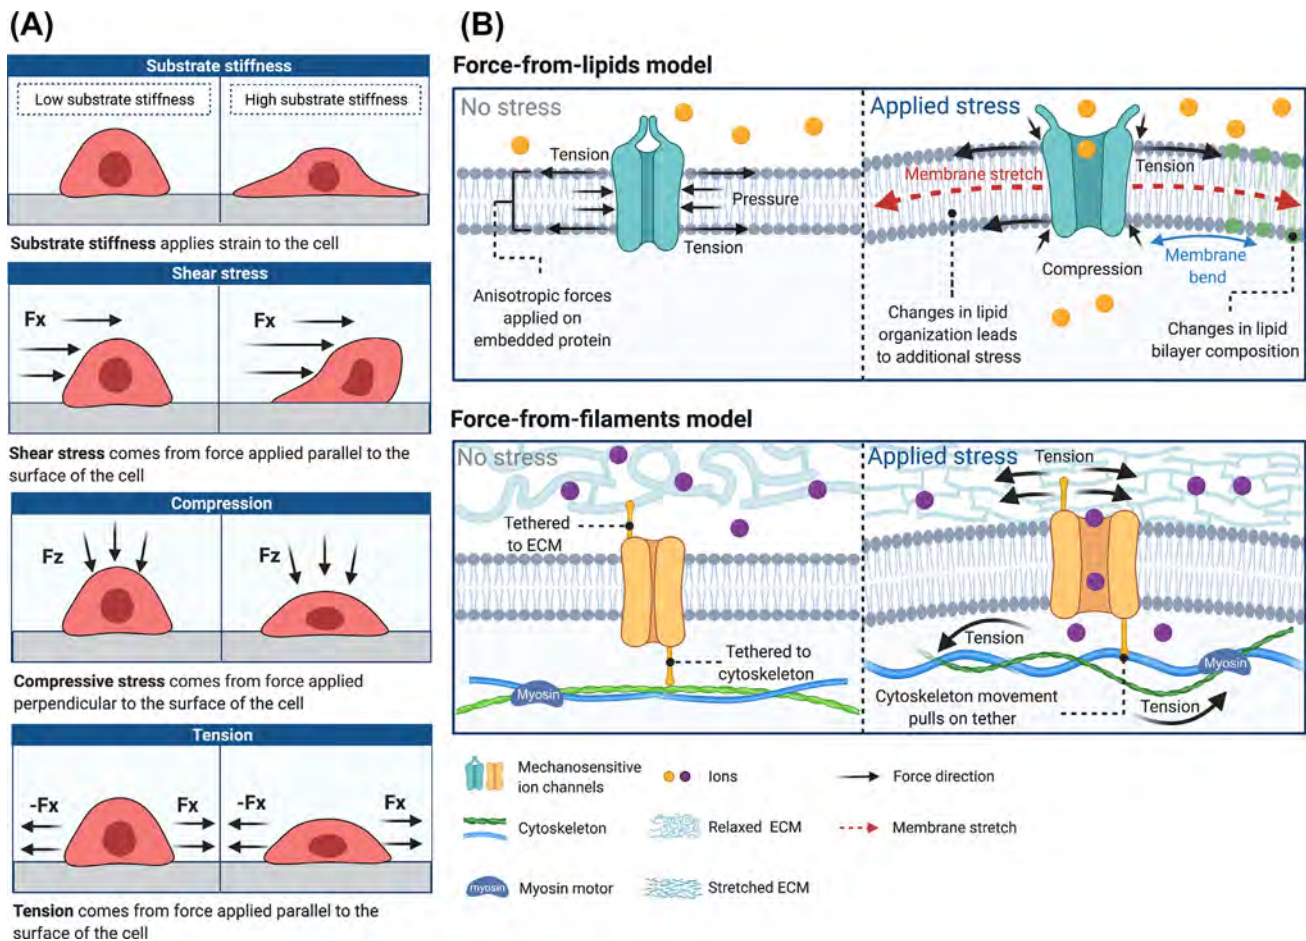 (A)
Substrate stiffness
Low substrate stiffness
High substrate stiffness
Substrate stiffness applies strain to the cell
Shear stress
Fx
Fx
Shear stress comes from force applied parallel to the
surface of the cell
Compression
Fz
Fz
Compressive stress comes from force applied
perpendicular to the surface of the cell
Tension
-Fx
Fx
-Fx
Fx
Tension comes from force applied parallel to the
surface of the cell
(B)
Force-from-lipids model
No stress
Tension
Pressure
Tension
Anisotropic forces
applied on
embedded protein
Applied stress
Tension
Membrane stretch
Compression
Membrane
bend
Changes in lipid
organization leads
to additional stress
Changes in lipid
bilayer composition
Force-from-filaments model
No stress
Tethered
to ECM
Tethered to
cytoskeleton
Myosin
Applied stress
Tension
Tension
Myosin
Cytoskeleton movement
pulls on tether
Tension
Mechanosensitive
ion channels
Ions
Force direction
Cytoskeleton
Relaxed ECM
Membrane stretch
myosin
Myosin motor
Stretched ECM